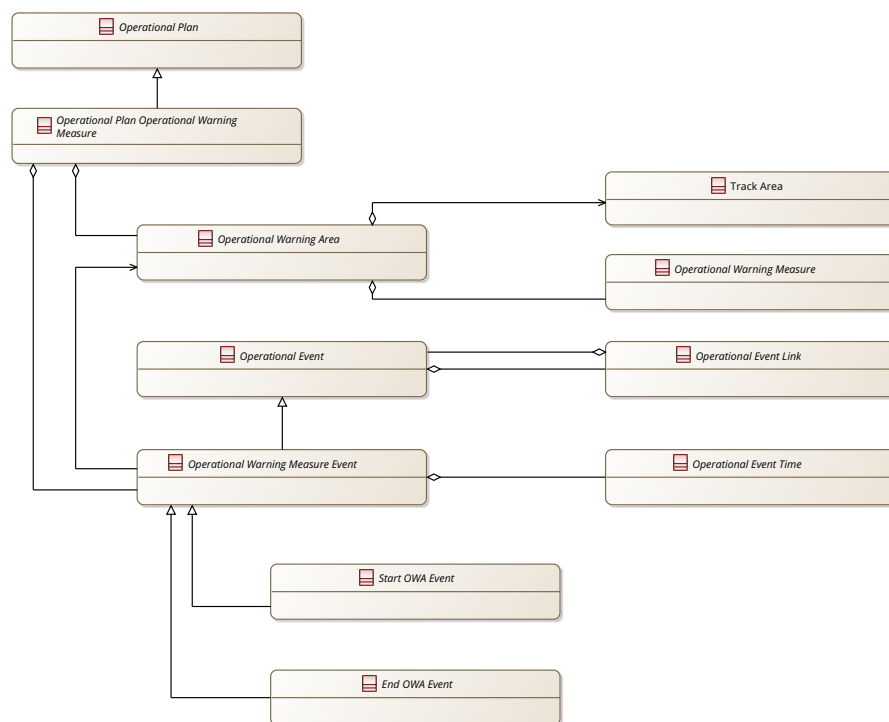 Operational Plan
Operational Plan Operational Warning
Measure
Track Area
Operational Warning Area
Operational Warning Measure
Operational Event
Operational Event Link
Operational Warning Measure Event
Operational Event Time
Start OWA Event
End OWA Event